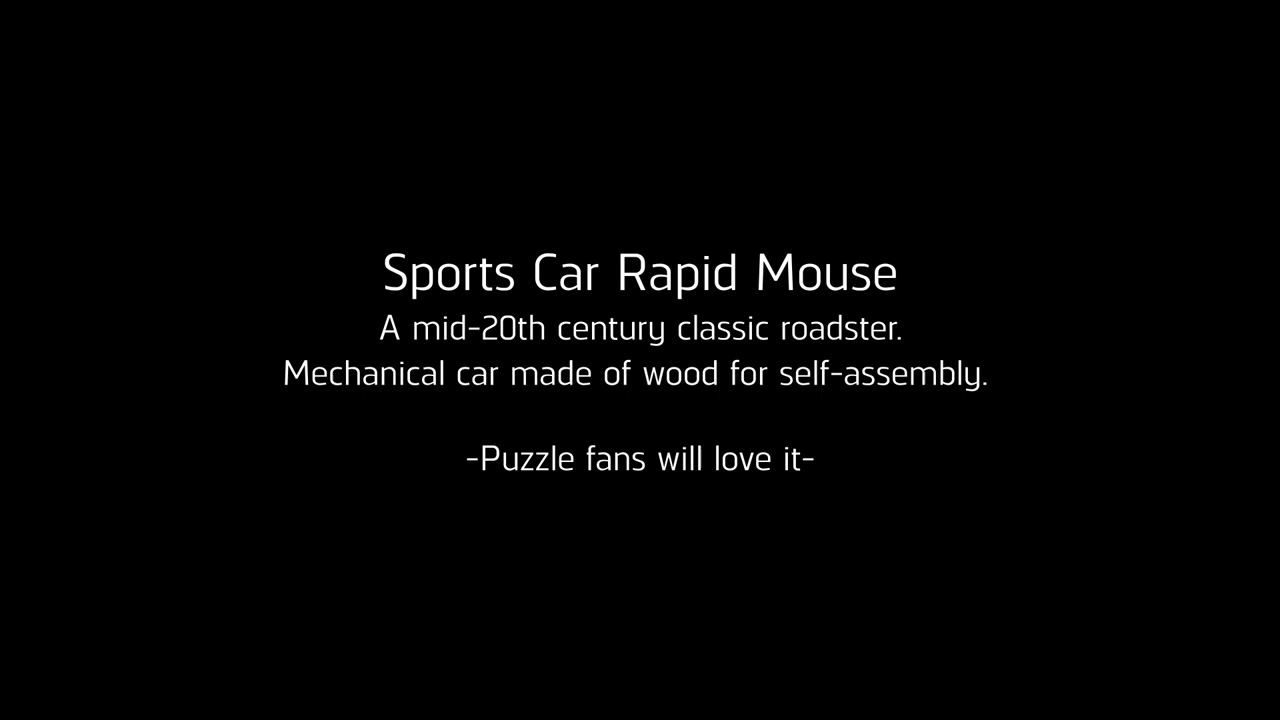 Sports Car Rapid Mouse
A mid-20th century classic roadster.
Mechanical car made of wood for self-assembly.
-Puzzle fans will love it-